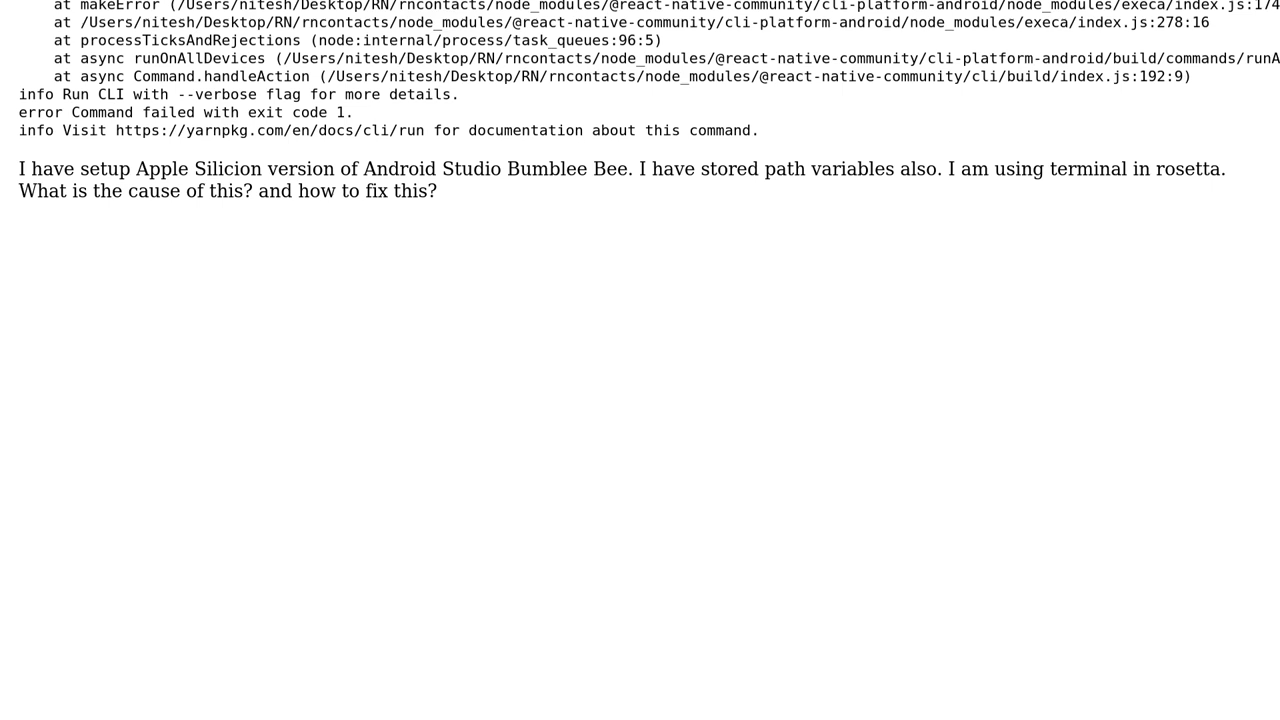 at makeError (/Users/nitesh/Desktop/RN/rncontacts/node_modules/@react-native-community/cli-platform-android/node_modules/execa/index.js:174
at /Users/nitesh/Desktop/RN/rncontacts/node_modules/@react-native-community/cli-platform-android/node_modules/execa/index.js:278:16
at processTicksAndRejections (node:internal/process/task_queues:96:5)
at async runOnAllDevices (/Users/nitesh/Desktop/RN/rncontacts/node_modules/@react-native-community/cli-platform-android/build/commands/runA
at async Command.handleAction (/Users/nitesh/Desktop/RN/rncontacts/node_modules/@react-native-community/cli/build/index.js:192:9)
info Run CLI with --verbose flag for more details.
error Command failed with exit code 1.
info Visit https://yarnpkg.com/en/docs/cli/run for documentation about this command.
I have setup Apple Silicion version of Android Studio Bumblee Bee. I have stored path variables also. I am using terminal in rosetta.
What is the cause of this? and how to fix this?